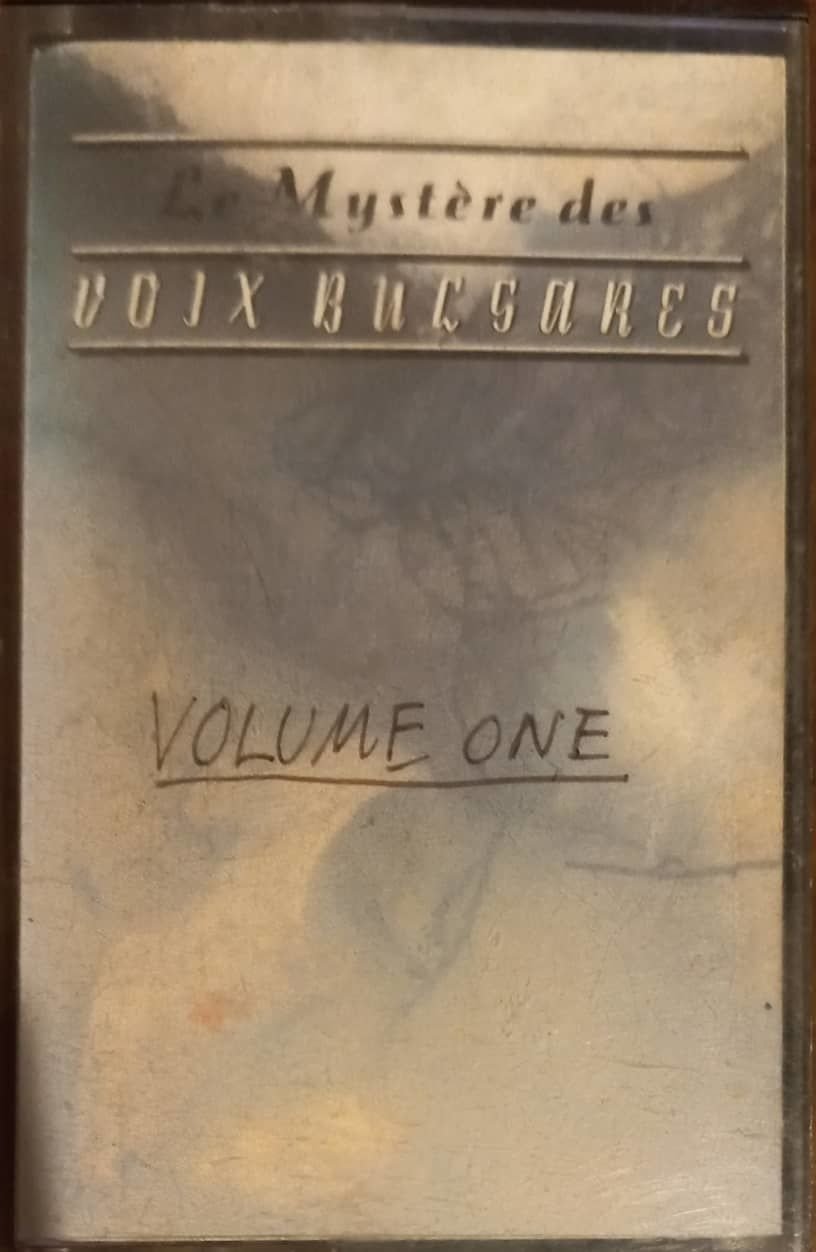 Le Mystère des
VOIX BULGARES
VOLUME ONE